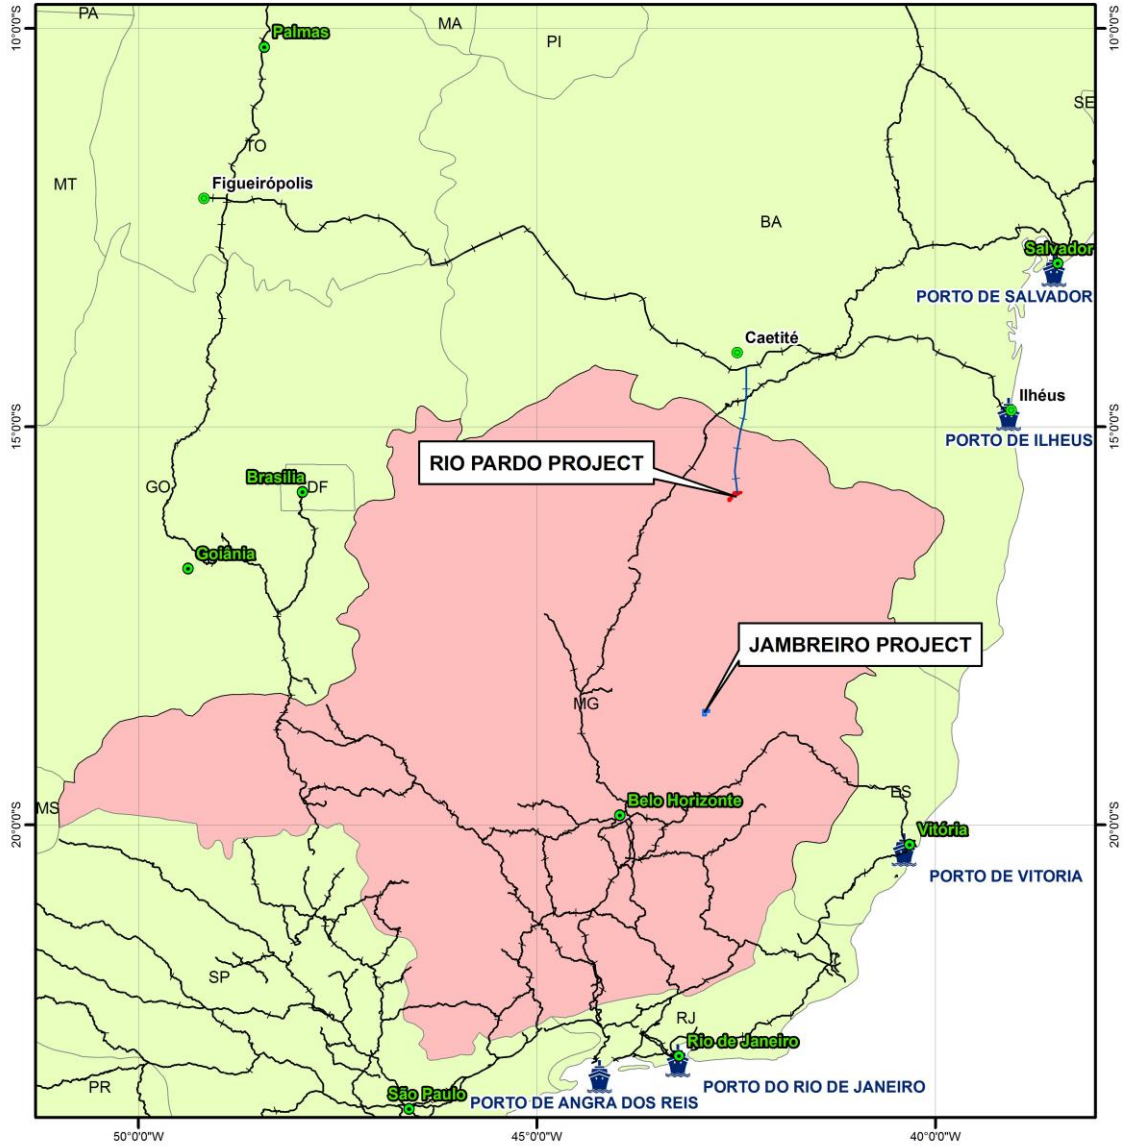 PA
MA
10°0'0"S
10°0'0"S
Palmas
PI
SE
TO
MT
Figueirópolis
BA
Salvador
PORTO DE SALVADOR
Caetité
Ilhéus
15°0'0"S
15°0'0"S
PORTO DE ILHEUS
RIO PARDO PROJECT
Brasilia
DF
GO
Goiânia
JAMBREIRO PROJECT
MG
MS
Belo Horizonte
ES
20°0'0"S
20°0'0"S
Vitória
PORTO DE VITORIA
SP
RJ
Rio de Janeiro
PR
São Paulo
PORTO DE ANGRA DOS REIS
PORTO DO RIO DE JANEIRO
50°0'0"W
45°0'0"W
40°0'0"W